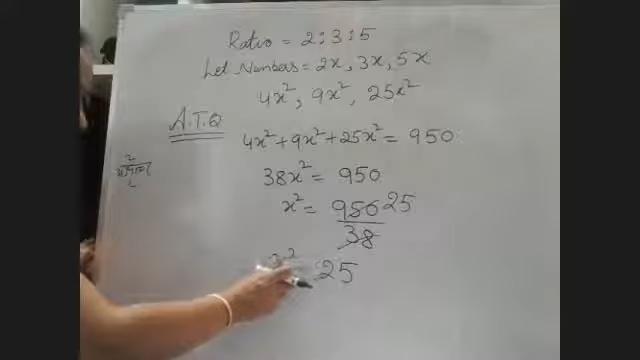 Ratio = 2:3:5
Let Numbers = 2x, 3x, 5x
4x², 9x², 25x²
A.T.Q
4x²+9x²+25x² = 950
38x² = 950
x² = 950 25
38
x² 25